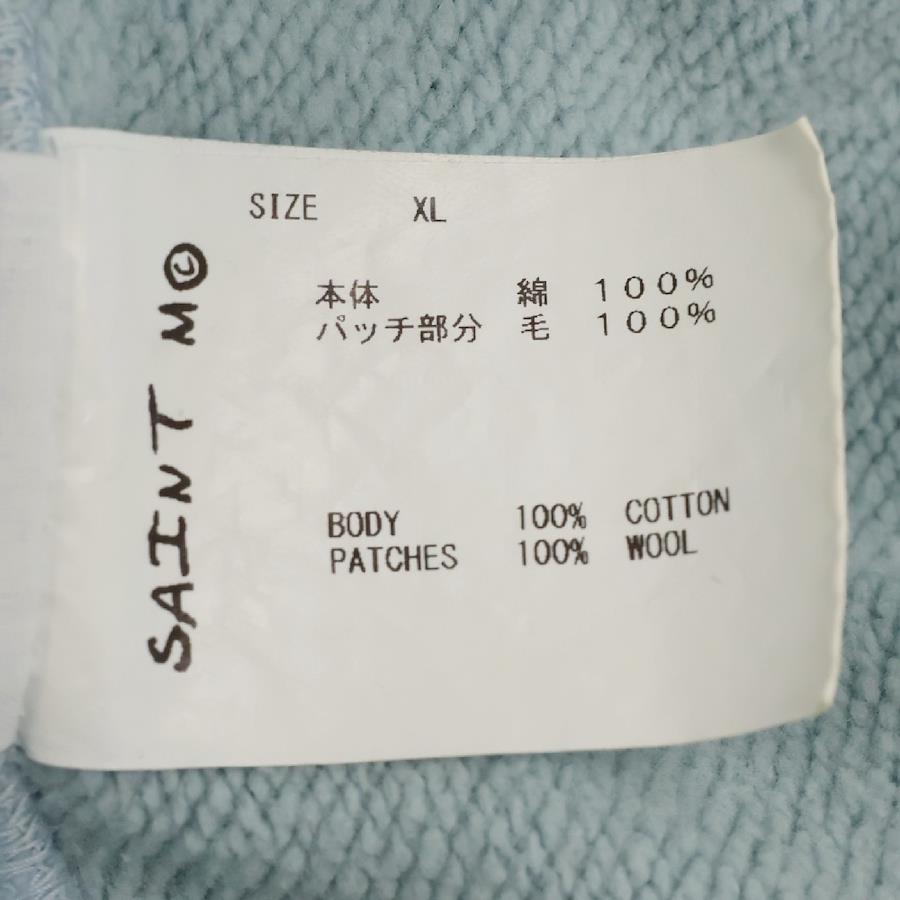 SIZE XL
本体 綿 １００%
パッチ部分 毛 １００%
BODY 100% COTTON
PATCHES 100% WOOL
SAINT M©